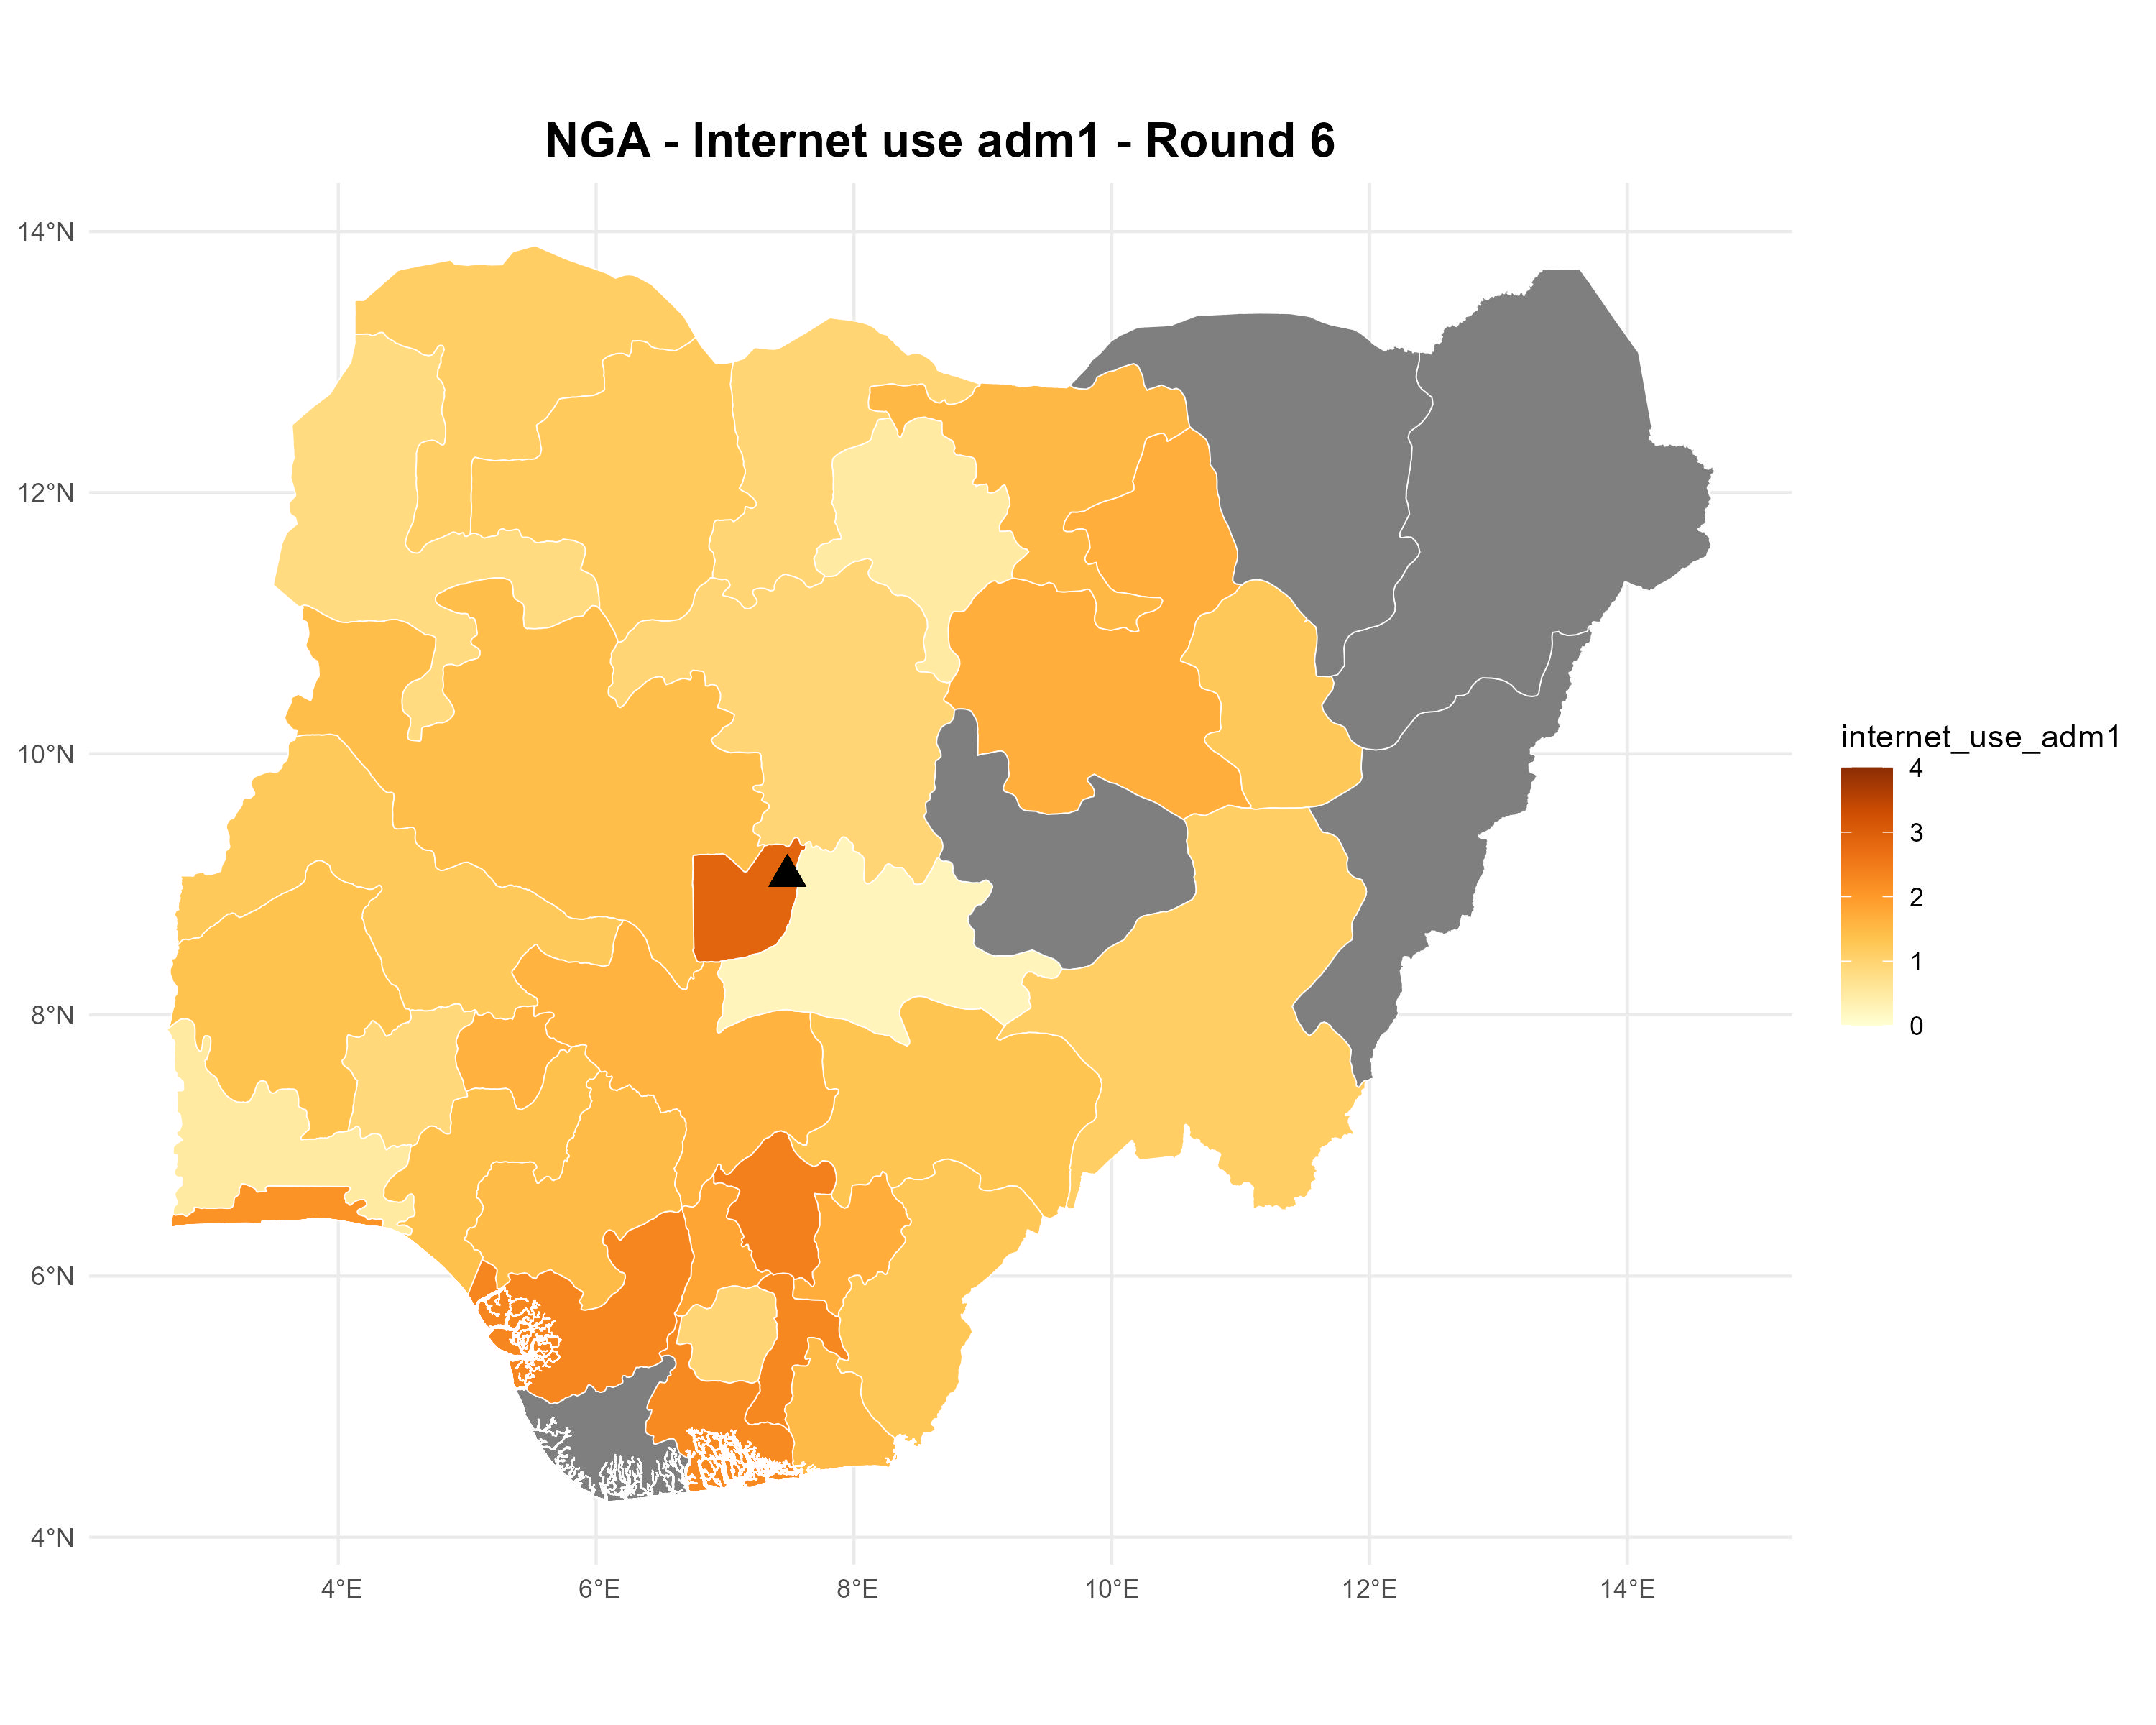 NGA - Internet use adm1 - Round 6
14°N
12°N
10°N
8°N
6°N
4°N
4°E
6°E
8°E
10°E
12°E
14°E
internet_use_adm1
4
3
2
1
0